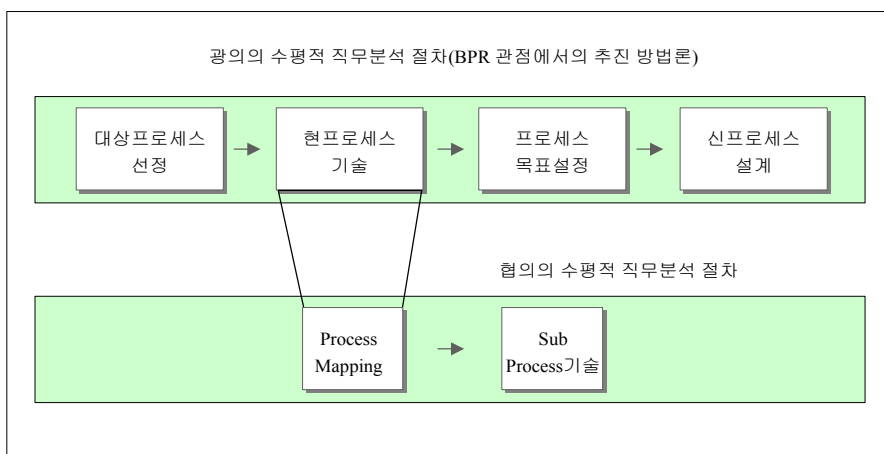 광의의 수평적 직무분석 절차(BPR 관점에서의 추진 방법론)
대상프로세스
선정
현프로세스
기술
프로세스
목표설정
신프로세스
설계
협의의 수평적 직무분석 절차
Process
Mapping
Sub
Process기술